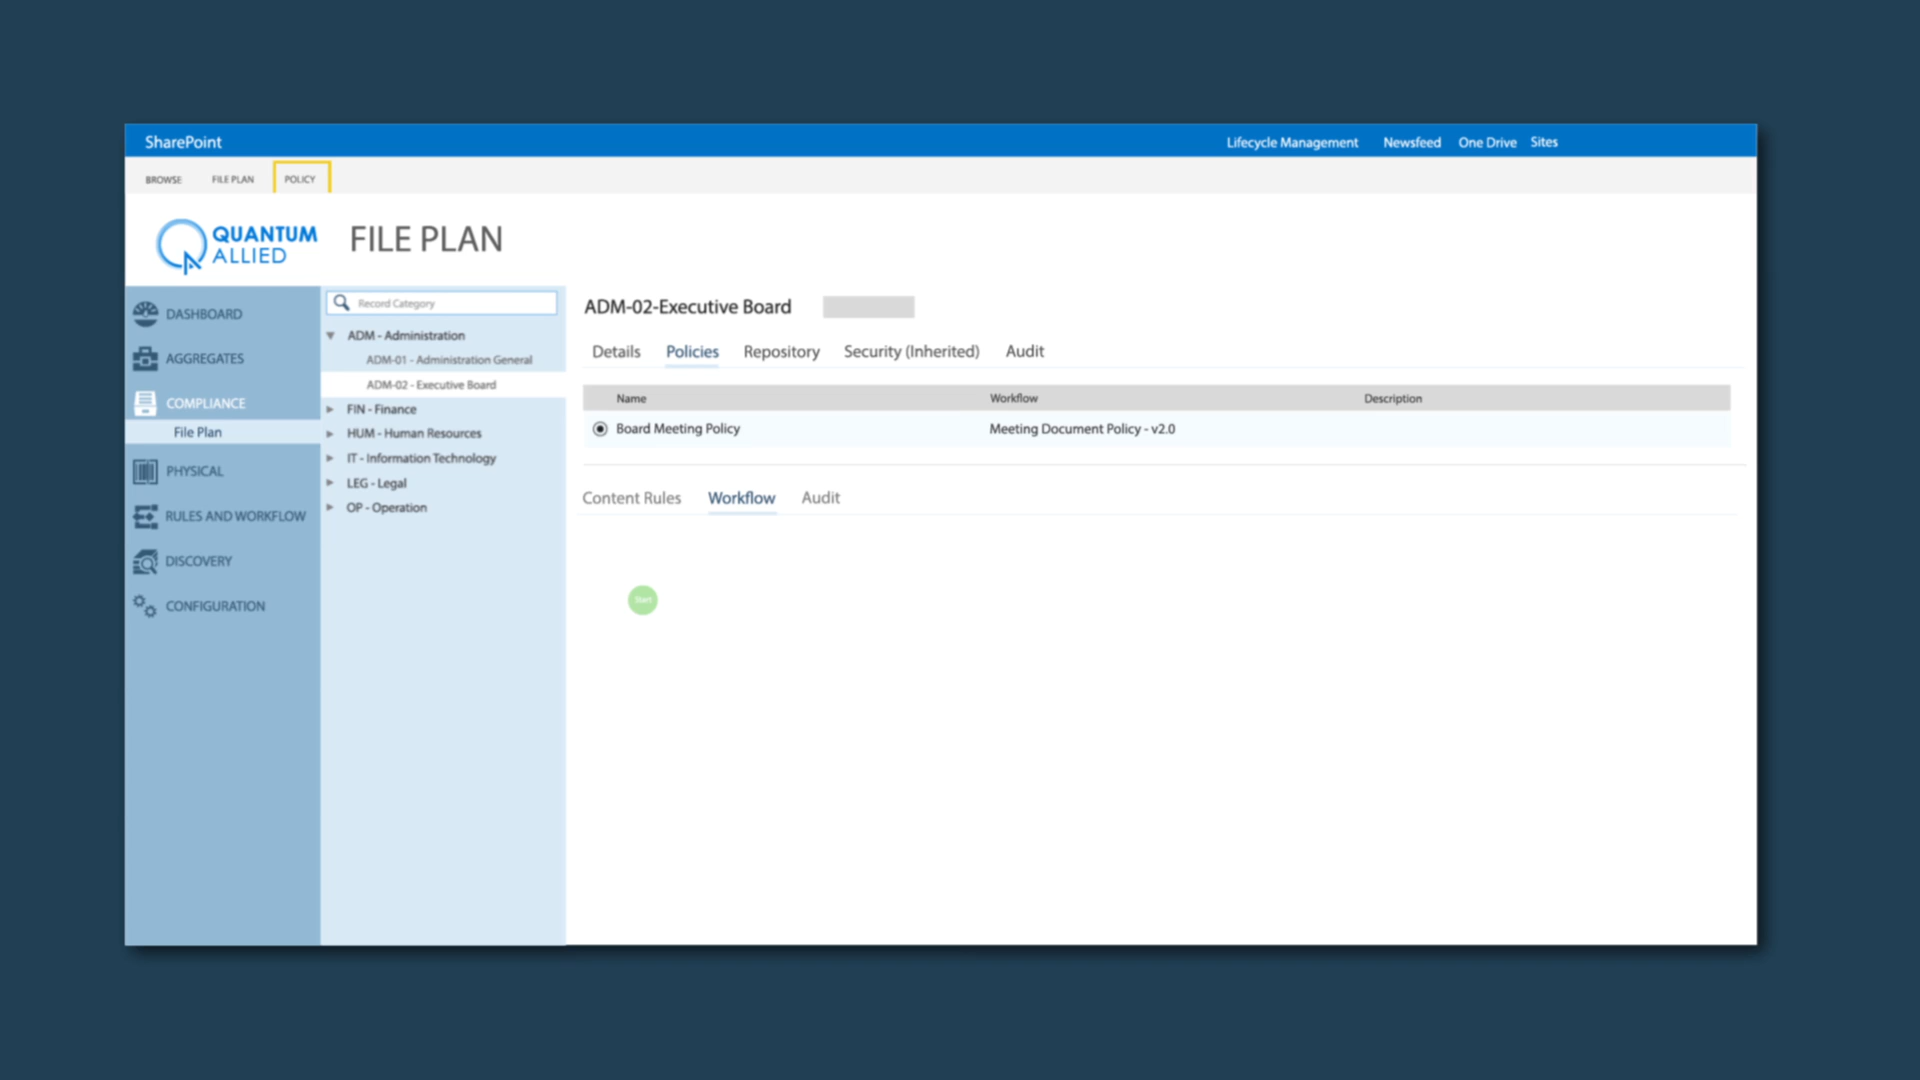 SharePoint
Lifecycle Management Newsfeed One Drive Sites
BROWSE FILE PLAN POLICY
QUANTUM
ALLIED
FILE PLAN
DASHBOARD
AGGREGATES
COMPLIANCE
File Plan
PHYSICAL
RULES AND WORKFLOW
DISCOVERY
CONFIGURATION
Record Category
ADM - Administration
ADM-01 - Administration General
ADM-02 - Executive Board
FIN - Finance
HUM - Human Resources
IT - Information Technology
LEG - Legal
OP - Operation
ADM-02-Executive Board
Details Policies Repository Security (Inherited) Audit
Name Workflow Description
Board Meeting Policy Meeting Document Policy - v2.0
Content Rules Workflow Audit
Start